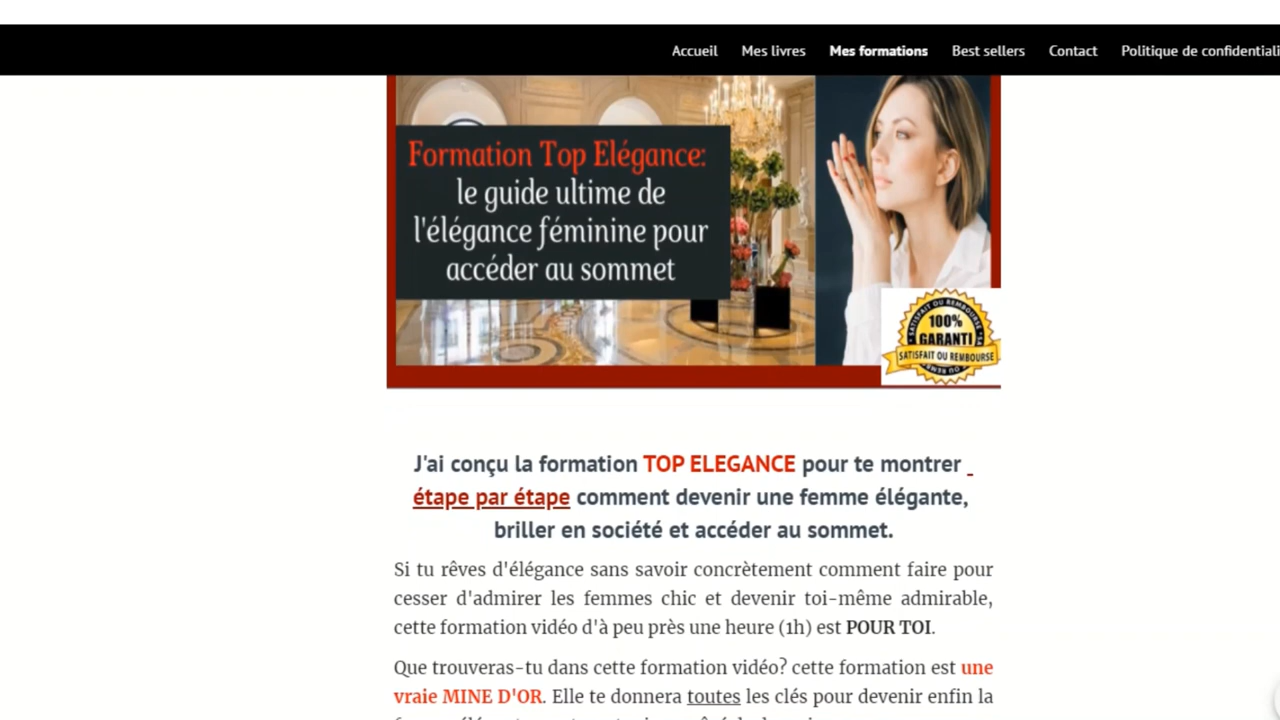 Accueil Mes livres Mes formations Best sellers Contact Politique de confidentiali
Formation Top Elégance:
le guide ultime de
l'élégance féminine pour
accéder au sommet
SATISFAIT OU REMBOURSE
100%
GARANTI
SATISFAIT OU REMBOURSE
J'ai conçu la formation TOP ELEGANCE pour te montrer
étape par étape comment devenir une femme élégante,
briller en société et accéder au sommet.
Si tu rêves d'élégance sans savoir concrètement comment faire pour
cesser d'admirer les femmes chic et devenir toi-même admirable,
cette formation vidéo d'à peu près une heure (1h) est POUR TOI.
Que trouveras-tu dans cette formation vidéo? cette formation est une
vraie MINE D'OR. Elle te donnera toutes les clés pour devenir enfin la